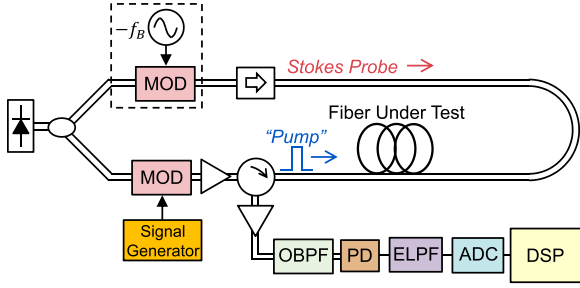 −f_B
MOD
Stokes Probe
Fiber Under Test
“Pump”
MOD
Signal
Generator
OBPF
PD
ELPF
ADC
DSP